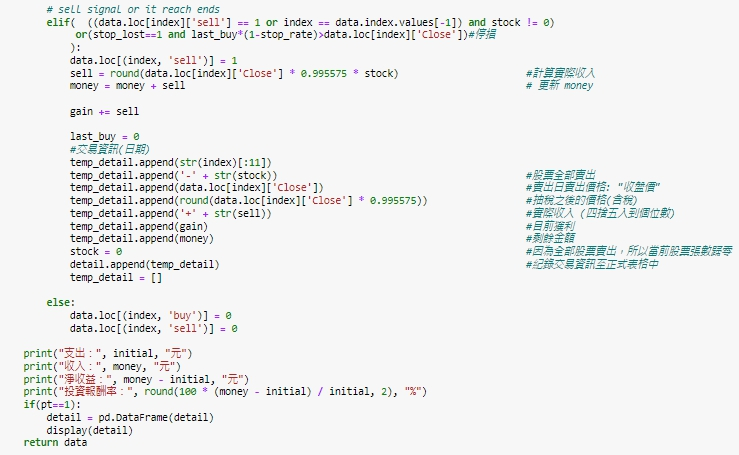 # sell signal or it reach ends
elif( ((data.loc[index]['sell'] == 1 or index == data.index.values[-1]) and stock != 0)
or(stop_lost==1 and last_buy*(1-stop_rate)>data.loc[index]['Close'])#停損
):
data.loc[(index, 'sell')] = 1
sell = round(data.loc[index]['Close'] * 0.995575 * stock) #計算實際收入
money = money + sell # 更新 money
gain += sell
last_buy = 0
#交易資訊(日期)
temp_detail.append(str(index)[:11])
temp_detail.append('-' + str(stock)) #股票全部賣出
temp_detail.append(data.loc[index]['Close']) #賣出日賣出價格: "收盤價"
temp_detail.append(round(data.loc[index]['Close'] * 0.995575)) #抽稅之後的價格(含稅)
temp_detail.append('+' + str(sell)) #實際收入 (四捨五入到個位數)
temp_detail.append(gain) #目前獲利
temp_detail.append(money) #剩餘金額
stock = 0 #因為全部股票賣出，所以當前股票張數歸零
detail.append(temp_detail) #紀錄交易資訊至正式表格中
temp_detail = []
else:
data.loc[(index, 'buy')] = 0
data.loc[(index, 'sell')] = 0
print("支出：", initial, "元")
print("收入：", money, "元")
print("淨收益：", money - initial, "元")
print("投資報酬率：", round(100 * (money - initial) / initial, 2), "%")
if(pt==1):
detail = pd.DataFrame(detail)
display(detail)
return data